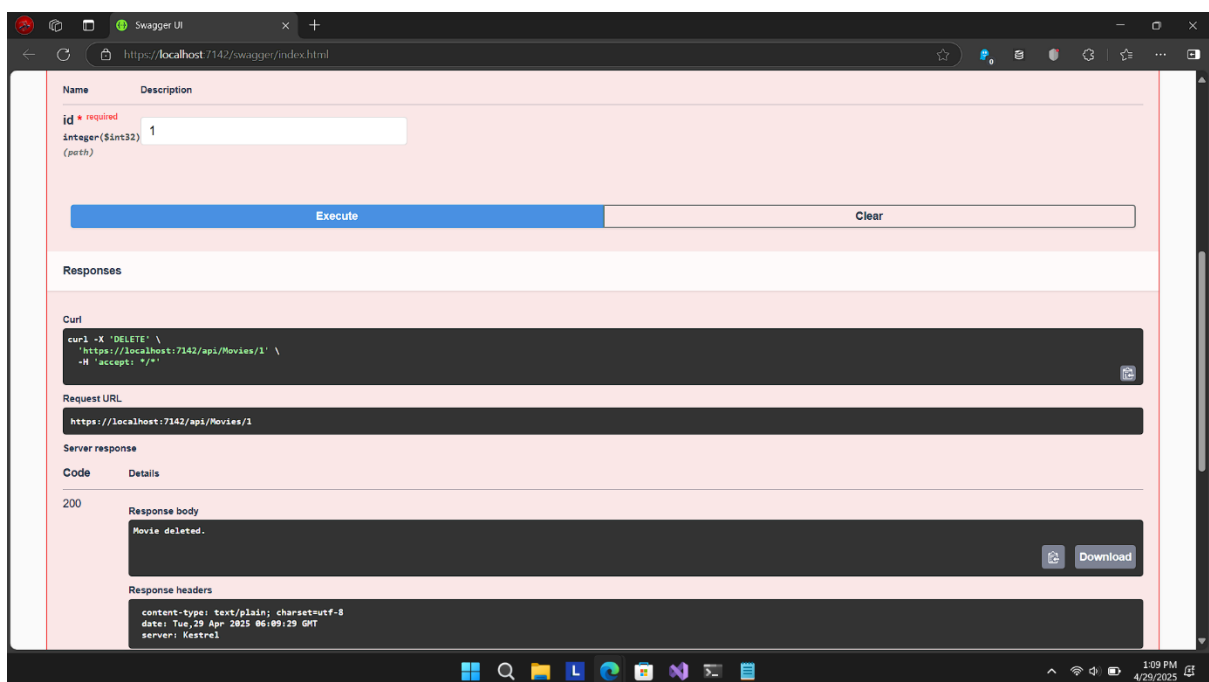 Swagger UI
https://localhost:7142/swagger/index.html
Name Description
id * required
integer($int32)
(path)
1
Execute Clear
Responses
Curl
curl -X 'DELETE' \
'https://localhost:7142/api/Movies/1' \
-H 'accept: */*'
Request URL
https://localhost:7142/api/Movies/1
Server response
Code Details
200
Response body
Movie deleted.
Download
Response headers
content-type: text/plain; charset=utf-8
date: Tue,29 Apr 2025 06:09:29 GMT
server: Kestrel
L
1:09 PM
4/29/2025